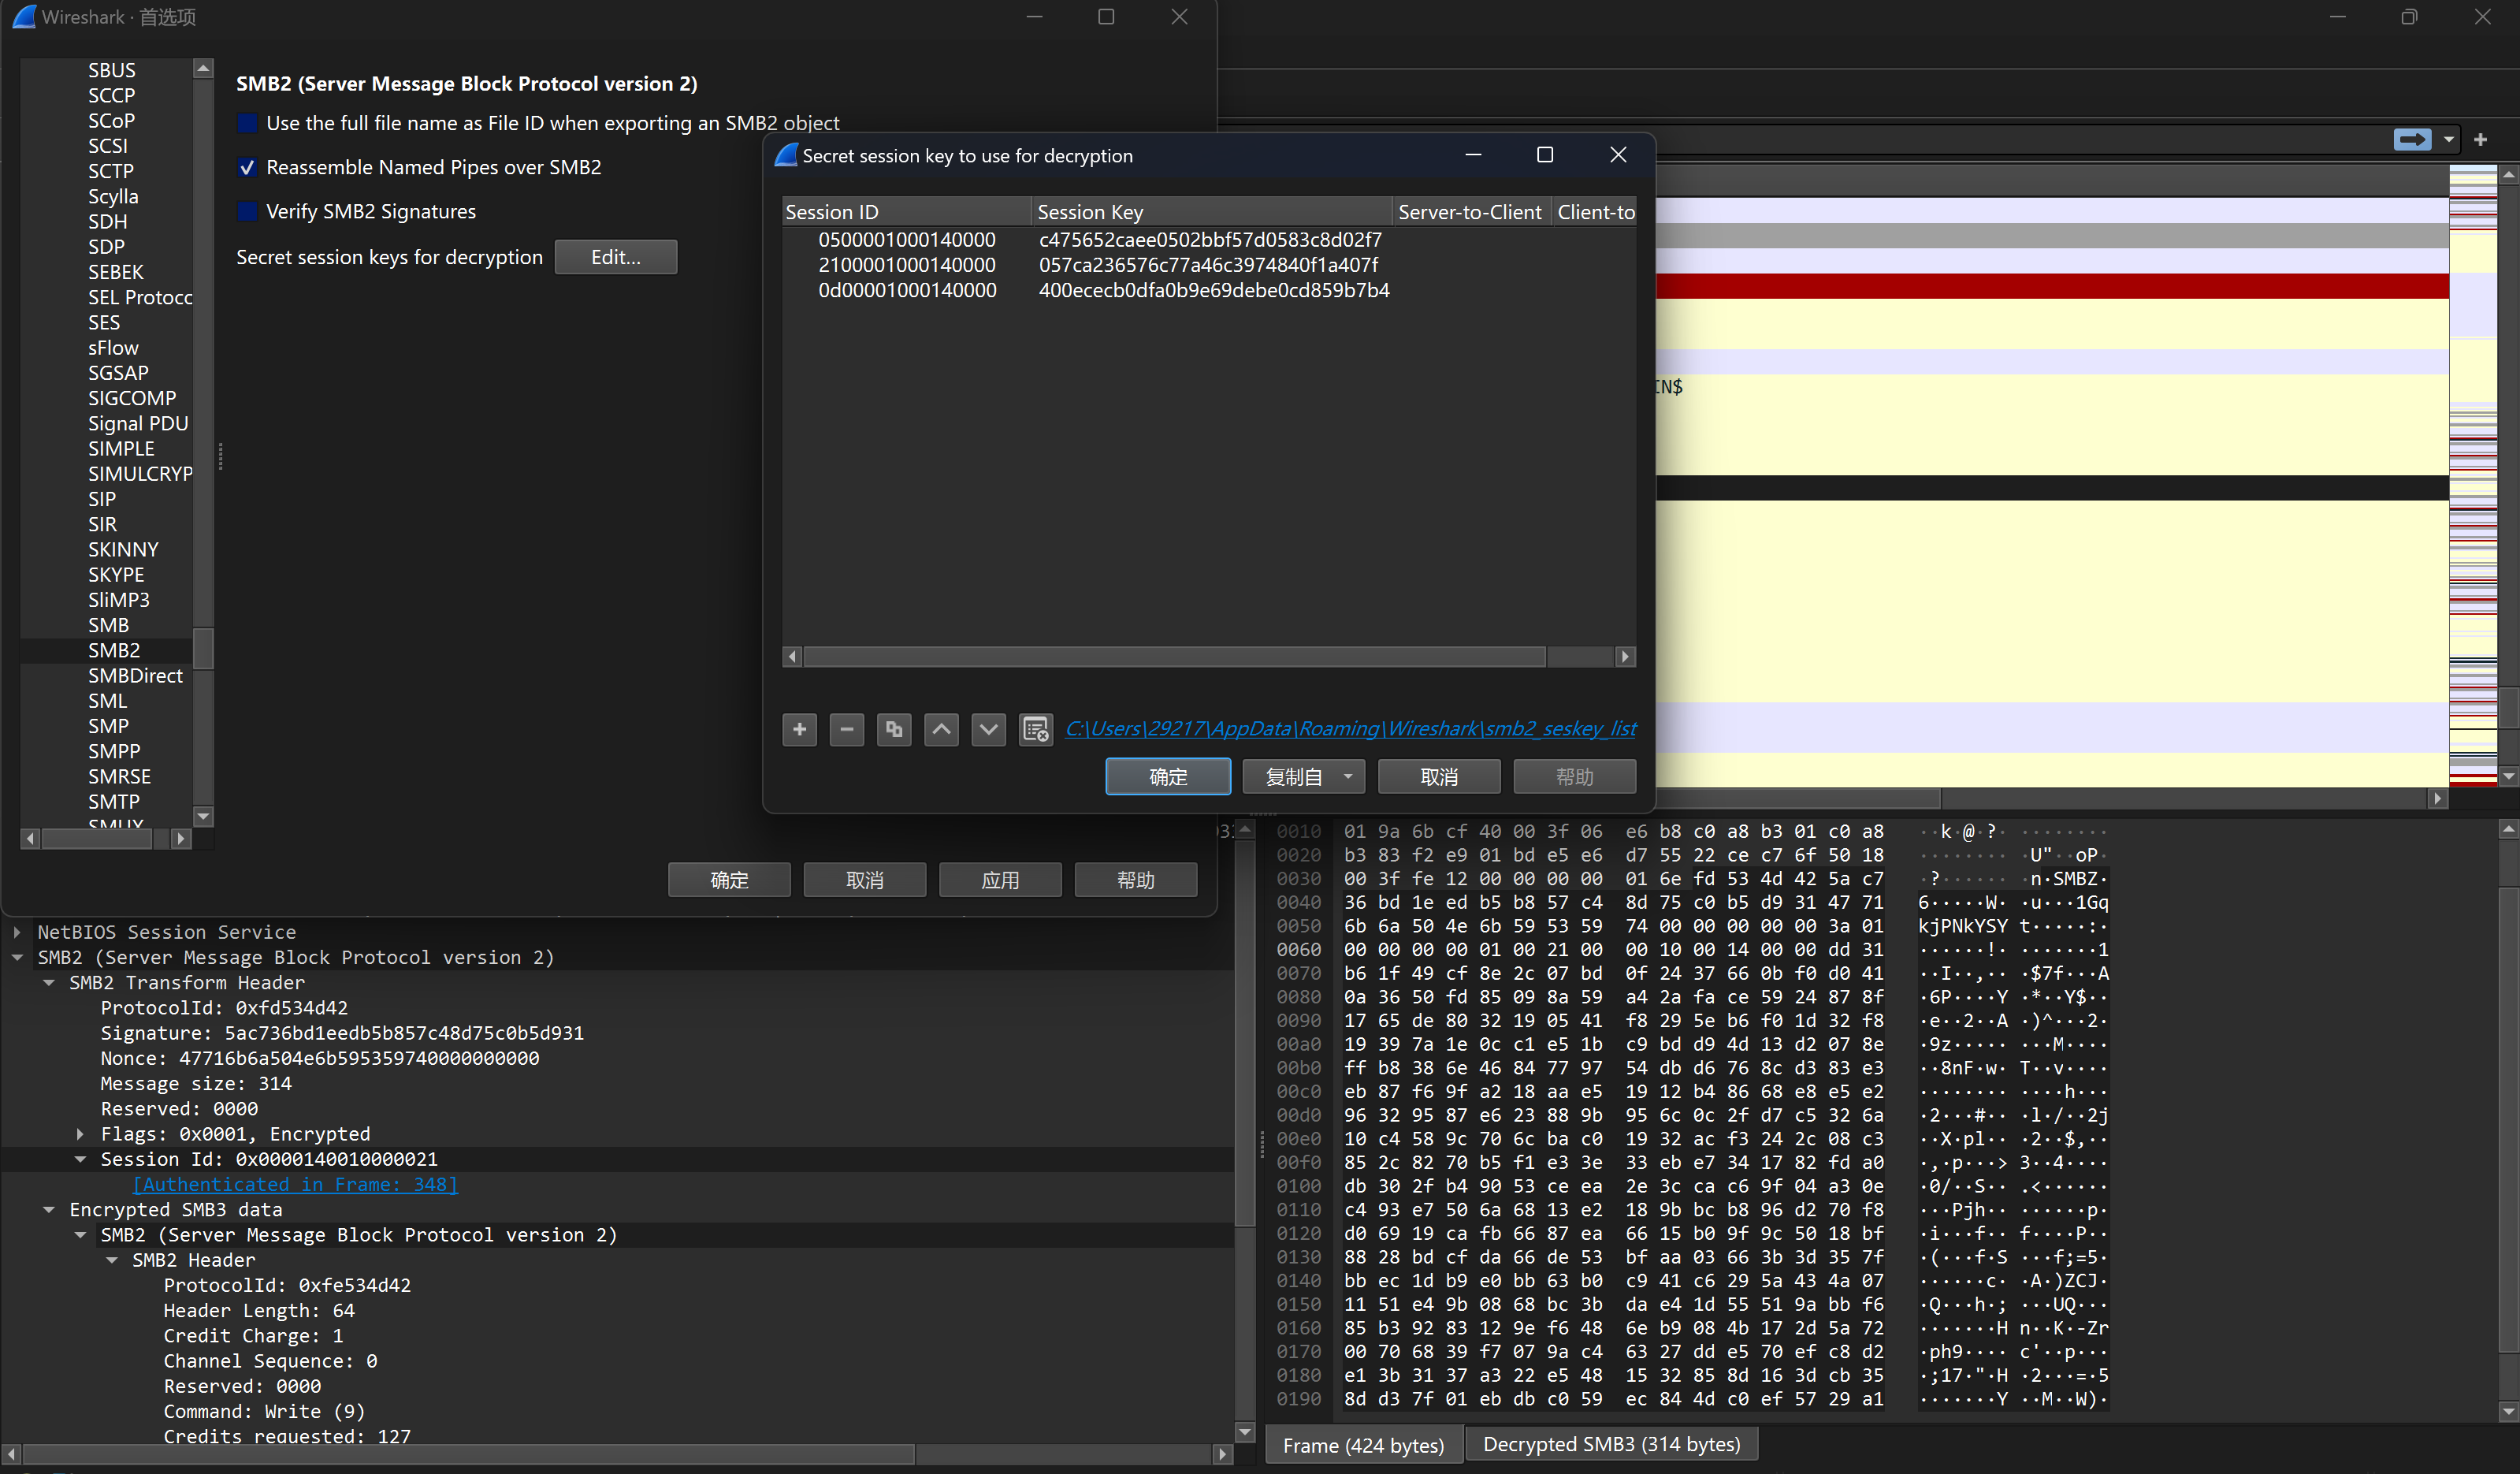 Wireshark · 首选项
SBUS
SCCP
SCoP
SCSI
SCTP
Scylla
SDH
SDP
SEBEK
SEL Protocc
SES
sFlow
SGSAP
SIGCOMP
Signal PDU
SIMPLE
SIMULCRYP
SIP
SIR
SKINNY
SKYPE
SliMP3
SMB
SMB2
SMBDirect
SML
SMP
SMPP
SMRSE
SMTP
SMUX
SMB2 (Server Message Block Protocol version 2)
Use the full file name as File ID when exporting an SMB2 object
Reassemble Named Pipes over SMB2
Verify SMB2 Signatures
Secret session keys for decryption Edit...
确定 取消 应用 帮助
Secret session key to use for decryption
Session ID Session Key Server-to-Client Client-to
0500001000140000 c475652caee0502bbf57d0583c8d02f7
2100001000140000 057ca236576c77a46c3974840f1a407f
0d00001000140000 400ececb0dfa0b9e69debe0cd859b7b4
C:\Users\29217\AppData\Roaming\Wireshark\smb2_seskey_list
确定 复制自 取消 帮助
IN$
NetBIOS Session Service
SMB2 (Server Message Block Protocol version 2)
SMB2 Transform Header
ProtocolId: 0xfd534d42
Signature: 5ac736bd1eedb5b857c48d75c0b5d931
Nonce: 47716b6a504e6b595359740000000000
Message size: 314
Reserved: 0000
Flags: 0x0001, Encrypted
Session Id: 0x0000140010000021
[Authenticated in Frame: 348]
Encrypted SMB3 data
SMB2 (Server Message Block Protocol version 2)
SMB2 Header
ProtocolId: 0xfe534d42
Header Length: 64
Credit Charge: 1
Channel Sequence: 0
Reserved: 0000
Command: Write (9)
Credits requested: 127
0010 01 9a 6b cf 40 00 3f 06 e6 b8 c0 a8 b3 01 c0 a8 ··k·@·?· ········
0020 b3 83 f2 e9 01 bd e5 e6 d7 55 22 ce c7 6f 50 18 ········ ·U"··oP·
0030 00 3f fe 12 00 00 00 00 01 6e fd 53 4d 42 5a c7 ·?······ ·n·SMBZ·
0040 36 bd 1e ed b5 b8 57 c4 8d 75 c0 b5 d9 31 47 71 6·····W· ·u···1Gq
0050 6b 6a 50 4e 6b 59 53 59 74 00 00 00 00 00 3a 01 kjPNkYSY t·····:·
0060 00 00 00 00 01 00 21 00 00 10 00 14 00 00 dd 31 ······!· ·······1
0070 b6 1f 49 cf 8e 2c 07 bd 0f 24 37 66 0b f0 d0 41 ··I··,·· ·$7f···A
0080 0a 36 50 fd 85 09 8a 59 a4 2a fa ce 59 24 87 8f ·6P····Y ·*··Y$··
0090 17 65 de 80 32 19 05 41 f8 29 5e b6 f0 1d 32 f8 ·e··2··A ·)^···2·
00a0 19 39 7a 1e 0c c1 e5 1b c9 bd d9 4d 13 d2 07 8e ·9z····· ···M····
00b0 ff b8 38 6e 46 84 77 97 54 db d6 76 8c d3 83 e3 ··8nF·w· T··v····
00c0 eb 87 f6 9f a2 18 aa e5 19 12 b4 86 68 e8 e5 e2 ········ ····h···
00d0 96 32 95 87 e6 23 88 9b 95 6c 0c 2f d7 c5 32 6a ·2···#·· ·l·/··2j
00e0 10 c4 58 9c 70 6c ba c0 19 32 ac f3 24 2c 08 c3 ··X·pl·· ·2··$,··
00f0 85 2c 82 70 b5 f1 e3 3e 33 eb e7 34 17 82 fd a0 ·,·p···> 3··4····
0100 db 30 2f b4 90 53 ce ea 2e 3c ca c6 9f 04 a3 0e ·0/··S·· .<······
0110 c4 93 e7 50 6a 68 13 e2 18 9b bc b8 96 d2 70 f8 ···Pjh·· ······p·
0120 d0 69 19 ca fb 66 87 ea 66 15 b0 9f 9c 50 18 bf ·i···f·· f····P··
0130 88 28 bd cf da 66 de 53 bf aa 03 66 3b 3d 35 7f ·(···f·S ···f;=5·
0140 bb ec 1d b9 e0 bb 63 b0 c9 41 c6 29 5a 43 4a 07 ······c· ·A·)ZCJ·
0150 11 51 e4 9b 08 68 bc 3b da e4 1d 55 51 9a bb f6 ·Q···h·; ···UQ···
0160 85 b3 92 83 12 9e f6 48 6e b9 08 4b 17 2d 5a 72 ·······H n··K·-Zr
0170 00 70 68 39 f7 07 9a c4 63 27 dd e5 70 ef c8 d2 ·ph9···· c'··p···
0180 e1 3b 31 37 a3 22 e5 48 15 32 85 8d 16 3d cb 35 ·;17·"·H ·2···=·5
0190 8d d3 7f 01 eb db c0 59 ec 84 4d c0 ef 57 29 a1 ·······Y ··M··W)·
Frame (424 bytes) Decrypted SMB3 (314 bytes)